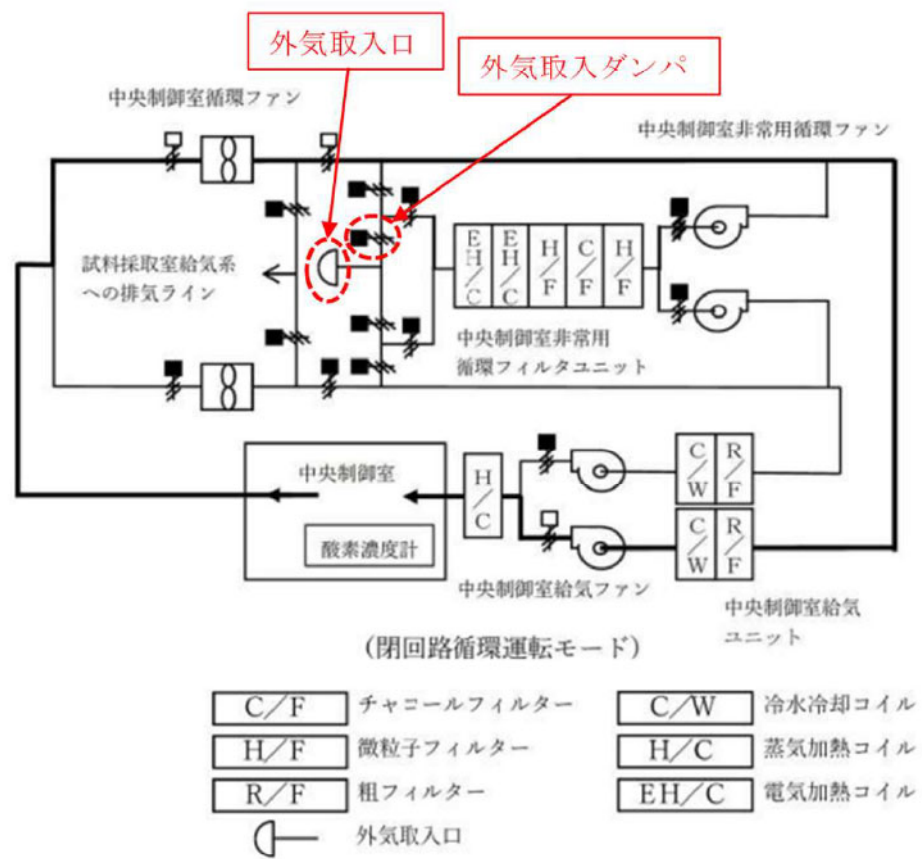 外気取入口
外気取入ダンパ
中央制御室循環ファン
中央制御室非常用循環ファン
試料採取室給気系
への排気ライン
EH/C
EH/C
H/F
C/F
H/F
中央制御室非常用
循環フィルタユニット
中央制御室
酸素濃度計
H/C
C/W
R/F
C/W
R/F
中央制御室給気ファン
中央制御室給気
ユニット
(閉回路循環運転モード)
C/F
チャコールフィルター
C/W
冷水冷却コイル
H/F
微粒子フィルター
H/C
蒸気加熱コイル
R/F
粗フィルター
EH/C
電気加熱コイル
外気取入口